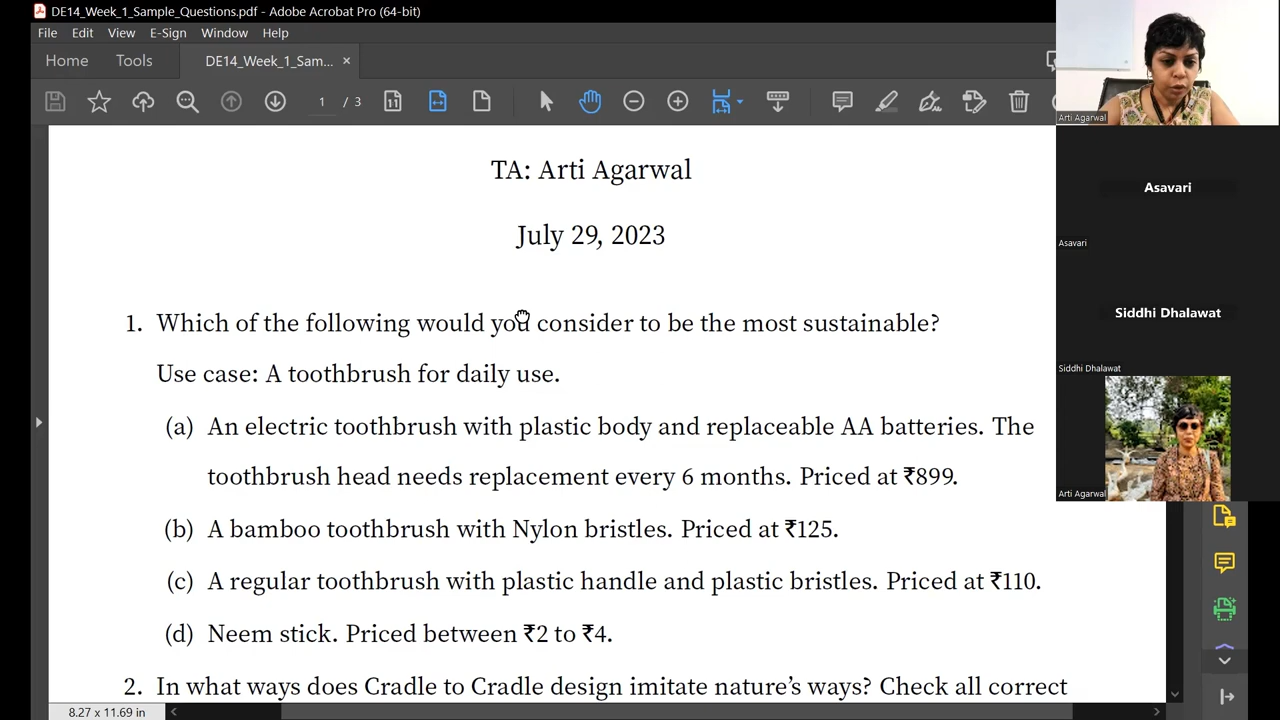 DE14_Week_1_Sample_Questions.pdf - Adobe Acrobat Pro (64-bit)
File Edit View E-Sign Window Help
Home Tools DE14_Week_1_Sam... ×
1 / 3
TA: Arti Agarwal
July 29, 2023
1. Which of the following would you consider to be the most sustainable?
Use case: A toothbrush for daily use.
(a) An electric toothbrush with plastic body and replaceable AA batteries. The
toothbrush head needs replacement every 6 months. Priced at ₹899.
(b) A bamboo toothbrush with Nylon bristles. Priced at ₹125.
(c) A regular toothbrush with plastic handle and plastic bristles. Priced at ₹110.
(d) Neem stick. Priced between ₹2 to ₹4.
2. In what ways does Cradle to Cradle design imitate nature's ways? Check all correct
8.27 x 11.69 in
Arti Agarwal
Asavari
Asavari
Siddhi Dhalawat
Siddhi Dhalawat
Arti Agarwal